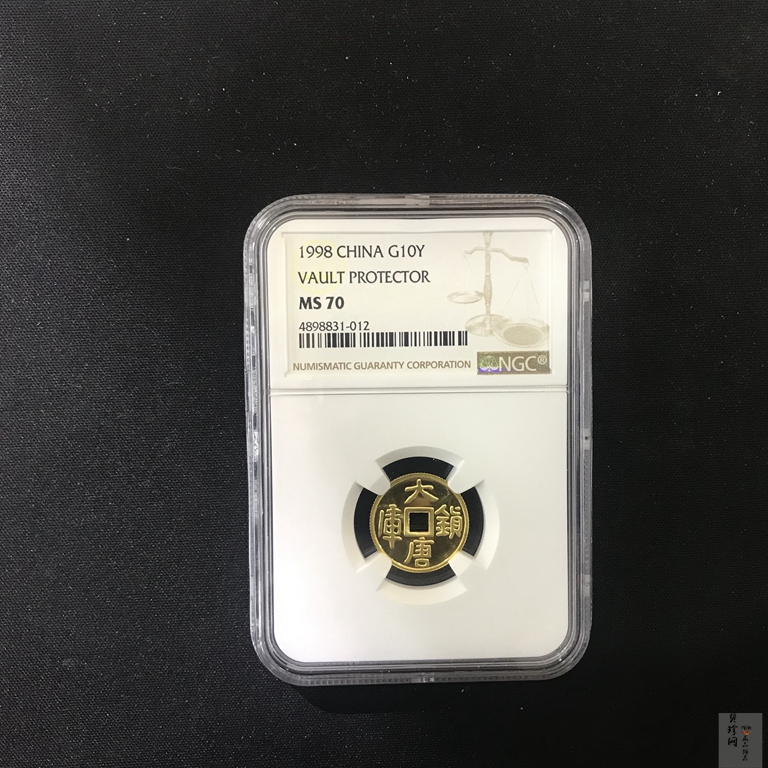 1998 CHINA G10Y
VAULT PROTECTOR
MS 70
4898831-012
NUMISMATIC GUARANTY CORPORATION
NGC®
大
庫 鎖
唐